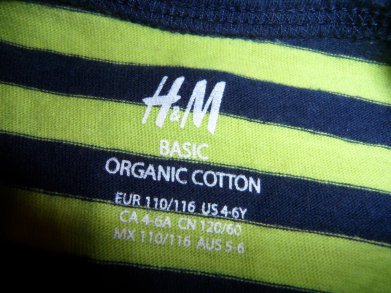 H&M
BASIC
ORGANIC COTTON
EUR 110/116 US 4-6Y
CA 4-6A CN 120/60
MX 110/116 AUS 5-6